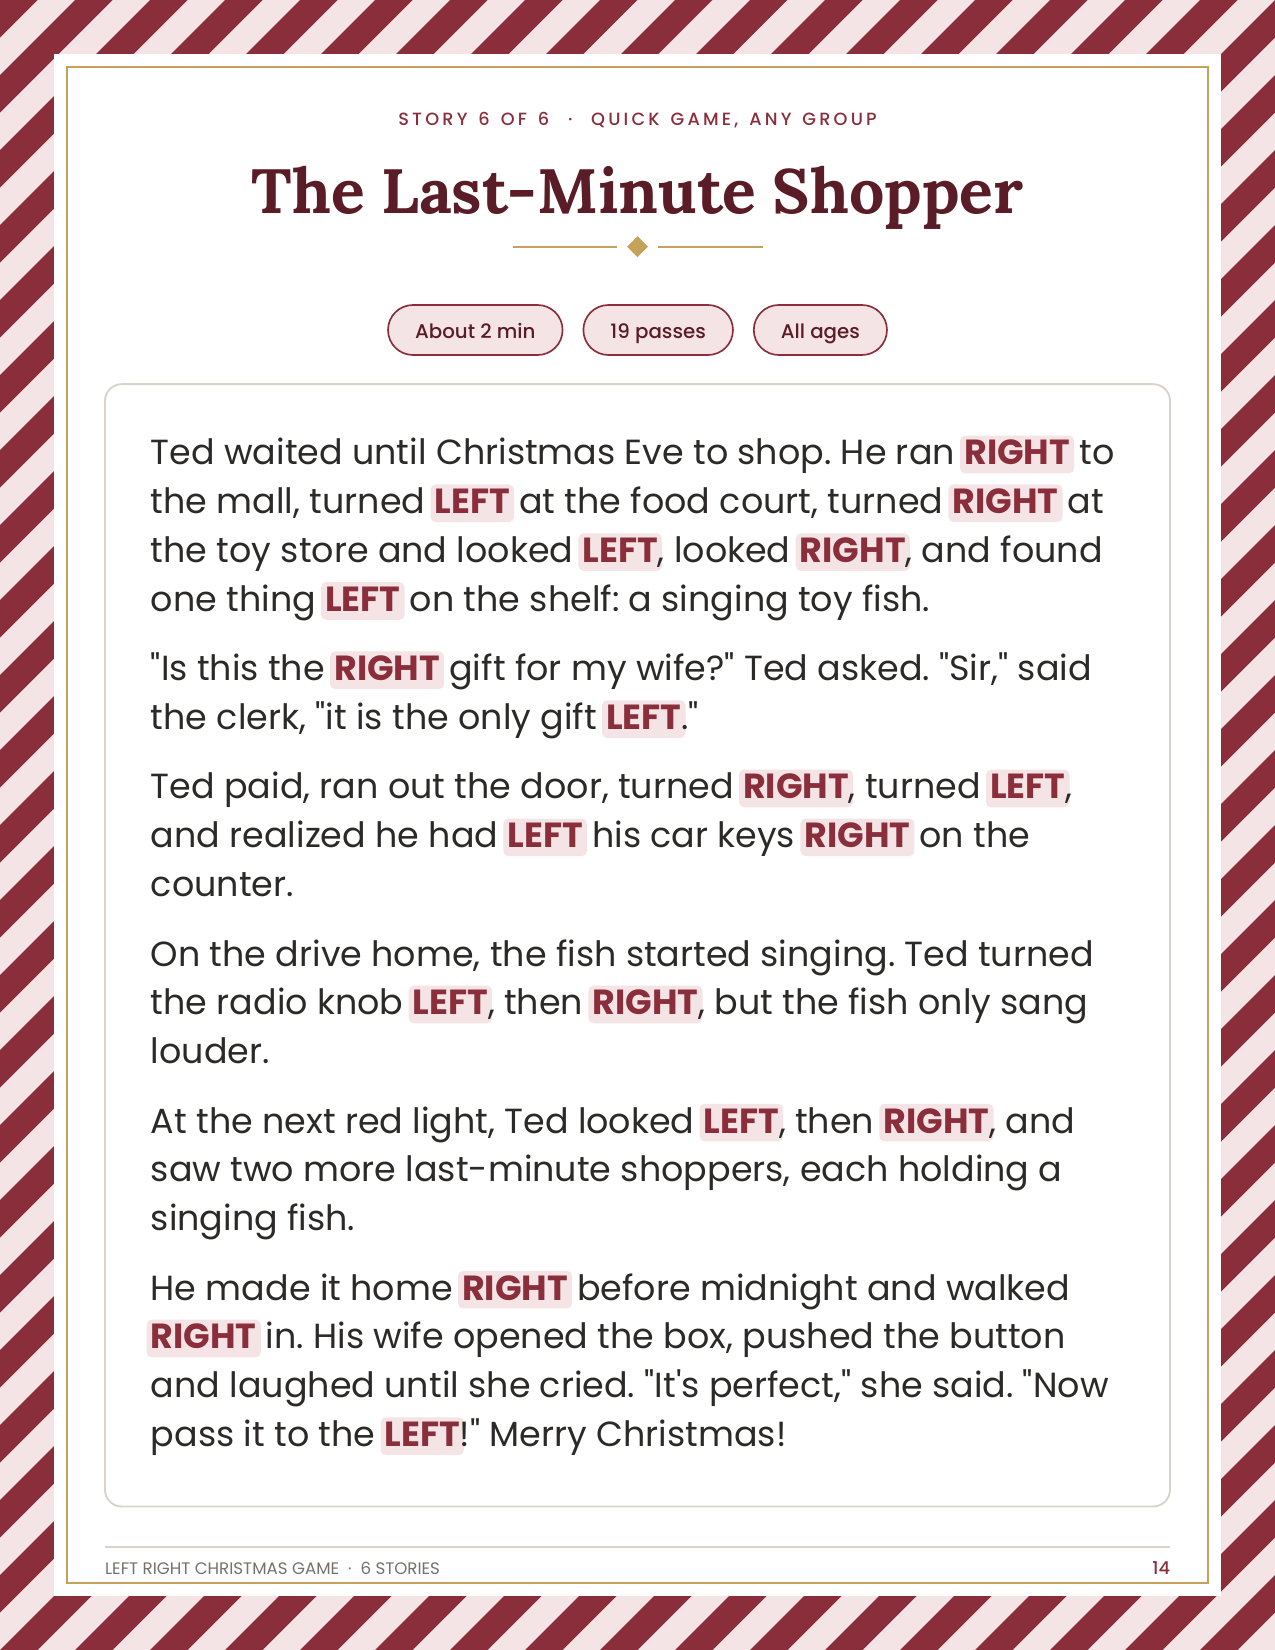 STORY 6 OF 6 · QUICK GAME, ANY GROUP
The Last-Minute Shopper
About 2 min
19 passes
All ages
Ted waited until Christmas Eve to shop. He ran RIGHT to
the mall, turned LEFT at the food court, turned RIGHT at
the toy store and looked LEFT, looked RIGHT, and found
one thing LEFT on the shelf: a singing toy fish.
"Is this the RIGHT gift for my wife?" Ted asked. "Sir," said
the clerk, "it is the only gift LEFT."
Ted paid, ran out the door, turned RIGHT, turned LEFT,
and realized he had LEFT his car keys RIGHT on the
counter.
On the drive home, the fish started singing. Ted turned
the radio knob LEFT, then RIGHT, but the fish only sang
louder.
At the next red light, Ted looked LEFT, then RIGHT, and
saw two more last-minute shoppers, each holding a
singing fish.
He made it home RIGHT before midnight and walked
RIGHT in. His wife opened the box, pushed the button
and laughed until she cried. "It's perfect," she said. "Now
pass it to the LEFT!" Merry Christmas!
LEFT RIGHT CHRISTMAS GAME · 6 STORIES
14